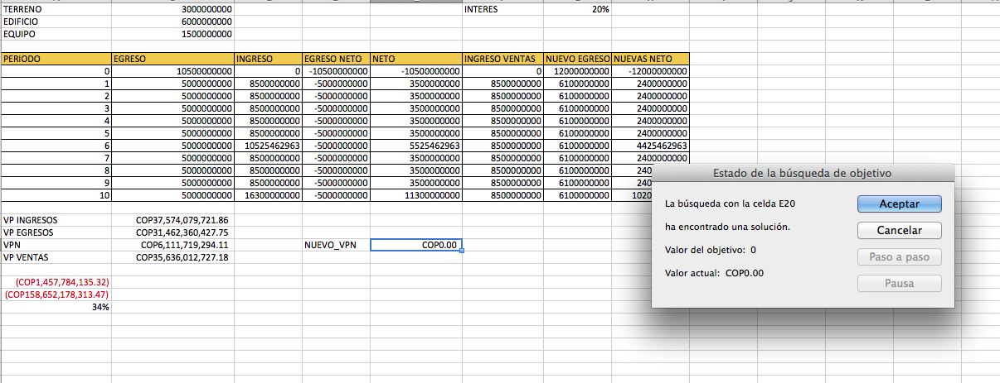 TERRENO 3000000000 INTERES 20%
EDIFICIO 6000000000
EQUIPO 1500000000
PERIODO EGRESO INGRESO EGRESO NETO NETO INGRESO VENTAS NUEVO EGRESO NUEVAS NETO
0 10500000000 0 -10500000000 -10500000000 0 12000000000 -12000000000
1 5000000000 8500000000 -5000000000 3500000000 8500000000 6100000000 2400000000
2 5000000000 8500000000 -5000000000 3500000000 8500000000 6100000000 2400000000
3 5000000000 8500000000 -5000000000 3500000000 8500000000 6100000000 2400000000
4 5000000000 8500000000 -5000000000 3500000000 8500000000 6100000000 2400000000
5 5000000000 8500000000 -5000000000 3500000000 8500000000 6100000000 2400000000
6 5000000000 10525462963 -5000000000 5525462963 8500000000 6100000000 4425462963
7 5000000000 8500000000 -5000000000 3500000000 8500000000 6100000000 2400000000
8 5000000000 8500000000 -5000000000 3500000000 8500000000 6100000000 240
9 5000000000 8500000000 -5000000000 3500000000 8500000000 6100000000 240
10 5000000000 16300000000 -5000000000 11300000000 8500000000 6100000000 1020
VP INGRESOS COP37,574,079,721.86
VP EGRESOS COP31,462,360,427.75
VPN COP6,111,719,294.11 NUEVO_VPN COP0.00
VP VENTAS COP35,636,012,727.18
(COP1,457,784,135.32)
(COP158,652,178,313.47)
34%
Estado de la búsqueda de objetivo
La búsqueda con la celda E20
ha encontrado una solución.
Valor del objetivo: 0
Valor actual: COP0.00
Aceptar
Cancelar
Paso a paso
Pausa